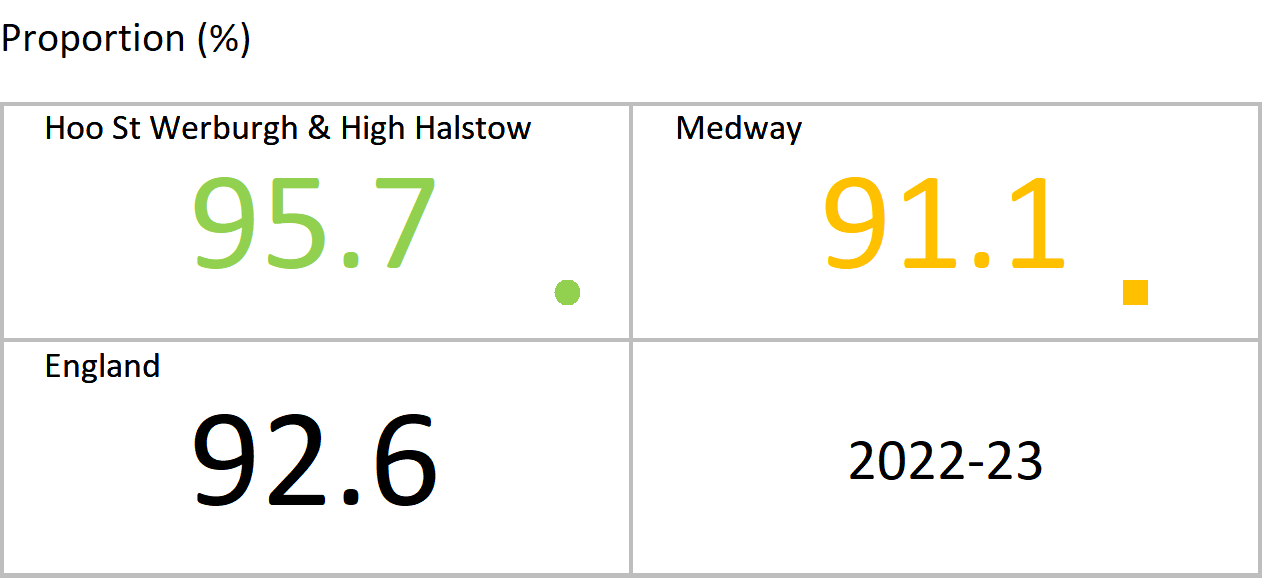 Proportion (%)
Hoo St Werburgh & High Halstow
95.7
Medway
91.1
England
92.6
2022-23